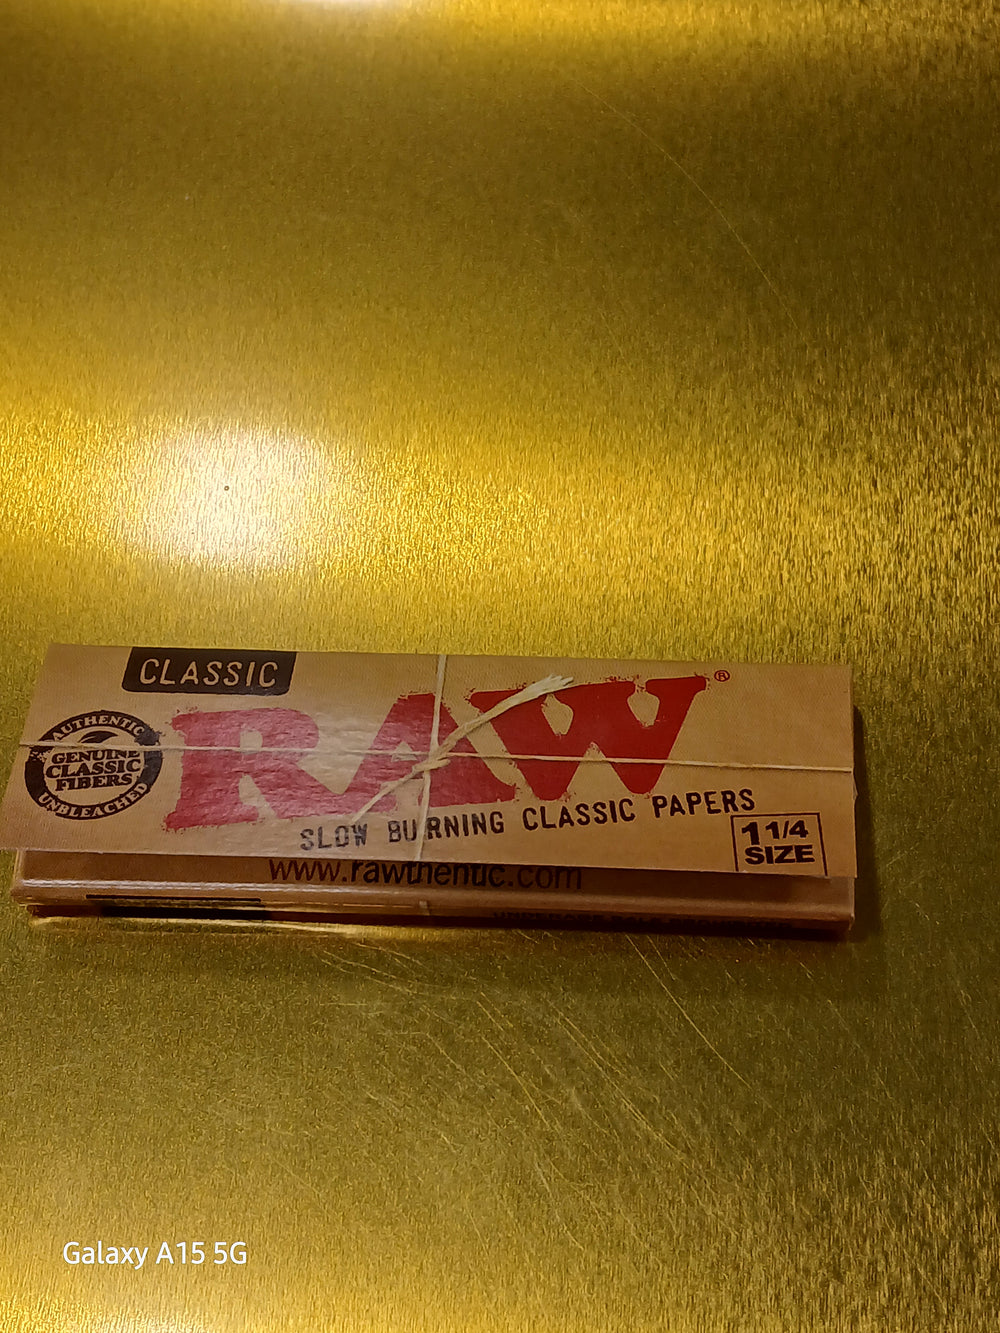 CLASSIC
AUTHENTIC
GENUINE
CLASSIC
FIBERS
UNBLEACHED
RAW®
SLOW BURNING CLASSIC PAPERS
1 1/4
SIZE
www.rawthentic.com
Galaxy A15 5G